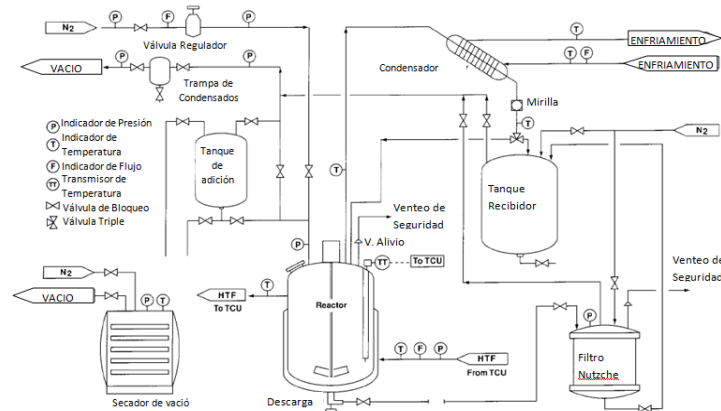 P
F
P
N2
Válvula Regulador
P
P
VACIO
Trampa de
Condensados
T
ENFRIAMIENTO
T
F
ENFRIAMIENTO
Condensador
Mirilla
T
N2
P Indicador de Presión
T Indicador de
Temperatura
F Indicador de Flujo
TT Transmisor de
Temperatura
Válvula de Bloqueo
Válvula Triple
Tanque
de
adición
T
Tanque
Recibidor
Venteo de
Seguridad
V. Alivio
P
TT
To TCU
Venteo de
Seguridad
N2
VACIO
P
T
HTF
To TCU
T
Reactor
P
T
F
P
HTF
From TCU
Filtro
Nutzche
Secador de vació
Descarga